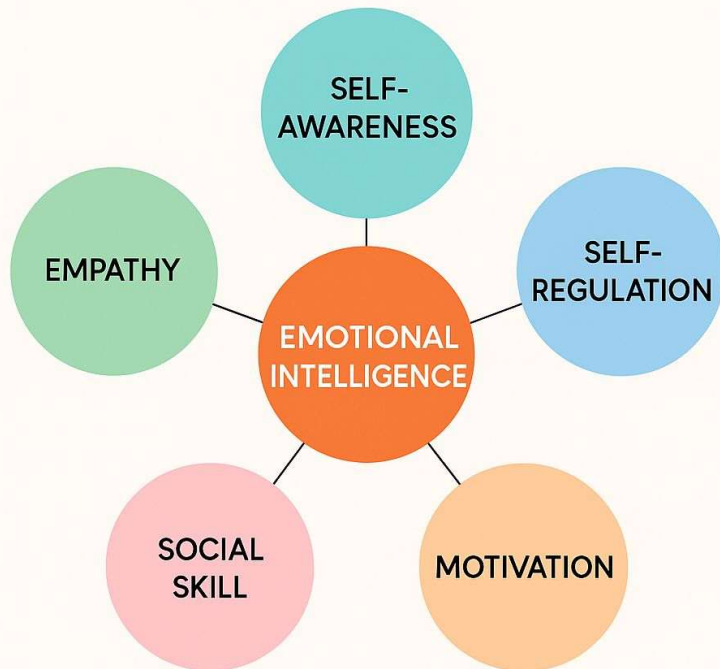 SELF-
AWARENESS
EMPATHY
SELF-
REGULATION
EMOTIONAL
INTELLIGENCE
SOCIAL
SKILL
MOTIVATION